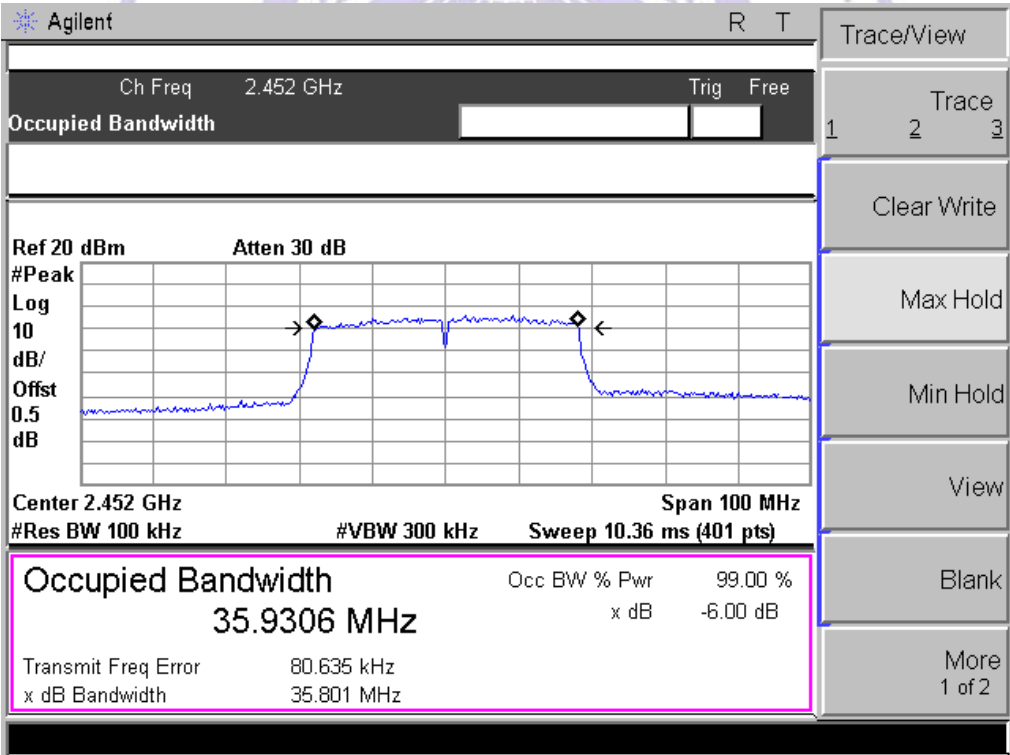 Agilent R T
Trace/View
Ch Freq 2.452 GHz Trig Free
Occupied Bandwidth
Trace
1 2 3
Clear Write
Max Hold
Min Hold
View
Blank
More
1 of 2
Ref 20 dBm Atten 30 dB
#Peak
Log
10
dB/
Offst
0.5
dB
Center 2.452 GHz Span 100 MHz
#Res BW 100 kHz #VBW 300 kHz Sweep 10.36 ms (401 pts)
Occupied Bandwidth Occ BW % Pwr 99.00 %
35.9306 MHz x dB -6.00 dB
Transmit Freq Error 80.635 kHz
x dB Bandwidth 35.801 MHz